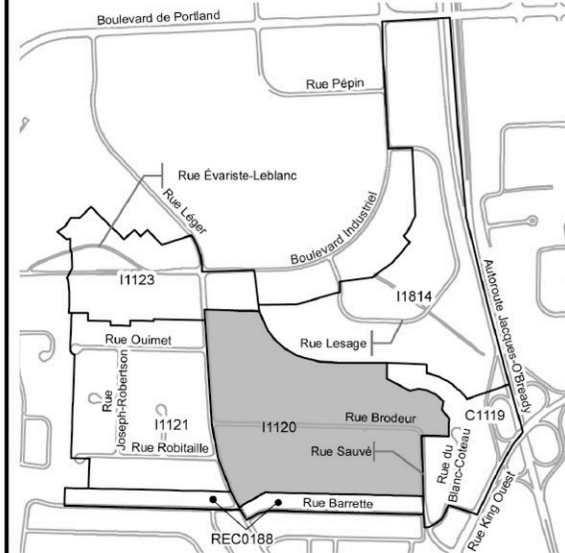 Boulevard de Portland
Rue Pépin
Rue Évariste-Leblanc
Rue Léger
Boulevard Industriel
Autoroute Jacques-O'Bready
I1123
I1814
Rue Ouimet
Rue Lesage
Rue
Joseph-Robertson
I1121
Rue Robitaille
I1120
Rue Brodeur
C1119
Rue Sauvé
Rue du
Blanc-Coteau
Rue Barrette
Rue King Ouest
REC0188